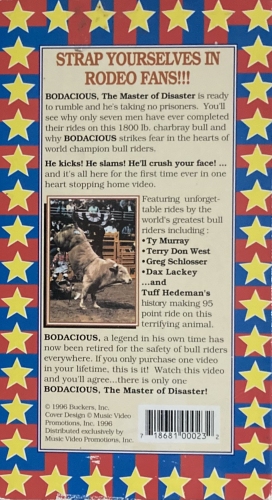 STRAP YOURSELVES IN
RODEO FANS!!!
BODACIOUS, The Master of Disaster is ready
to rumble and he's taking no prisoners. You'll
see why only seven men have ever completed
their rides on this 1800 lb. charbray bull and
why BODACIOUS strikes fear in the hearts of
world champion bull riders.
He kicks! He slams! He'll crush your face! ...
and it's all here for the first time ever in one
heart stopping home video.
Featuring unforget-
table rides by the
world's greatest bull
riders including :
•Ty Murray
•Terry Don West
•Greg Schlosser
•Dax Lackey
...and
Tuff Hedeman's
history making 95
point ride on this
terrifying animal.
BODACIOUS, a legend in his own time has
now been retired for the safety of bull riders
everywhere. If you only purchase one video
in your lifetime, this is it! Watch this video
and you'll agree...there is only one
BODACIOUS, The Master of Disaster!
© 1996 Buckers, Inc.
Cover Design © Music Video
Promotions, Inc. 1996
Distributed exclusively by
Music Video Promotions, Inc.
7 18681 00023 2